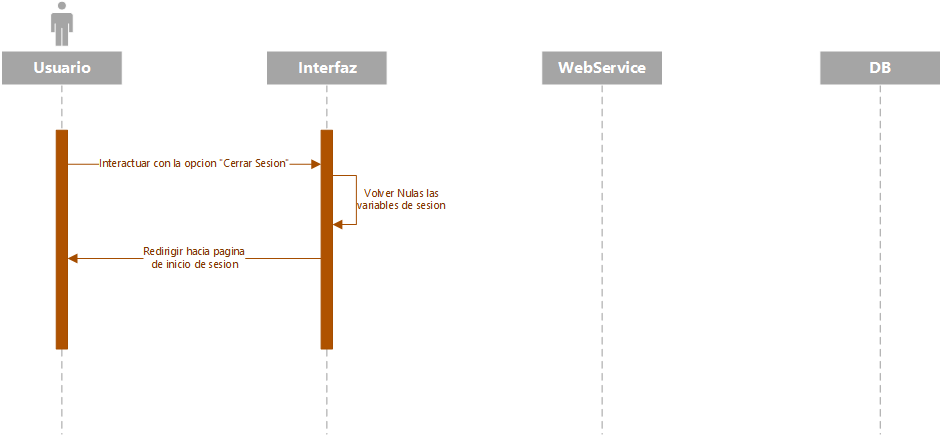 Usuario
Interfaz
WebService
DB
Interactuar con la opcion "Cerrar Sesion"
Volver Nulas las
variables de sesion
Redirigir hacia pagina
de inicio de sesion